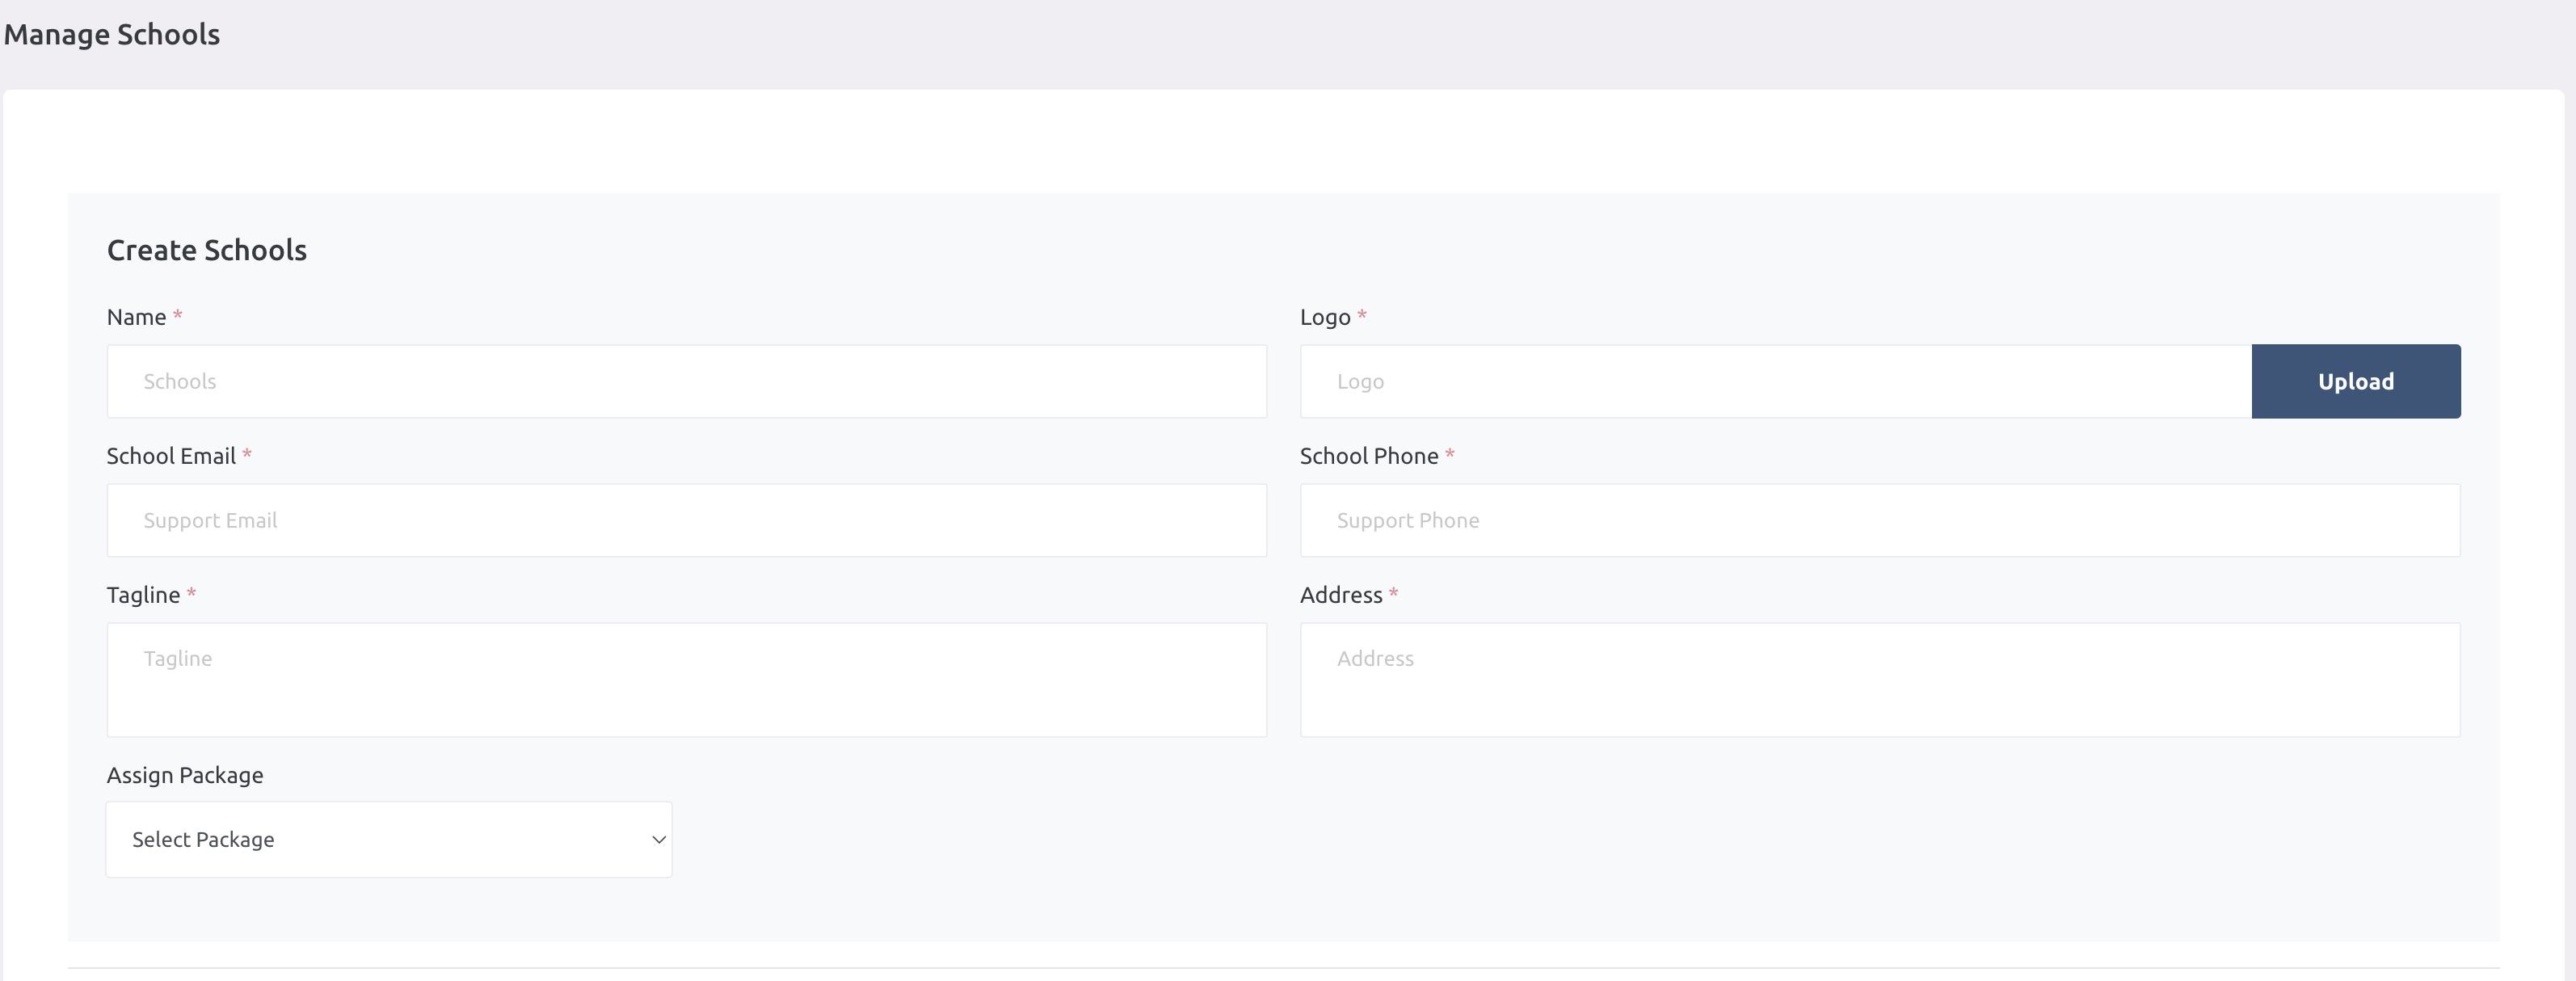 Manage Schools
Create Schools
Name *
Logo *
Schools
Logo
Upload
School Email *
School Phone *
Support Email
Support Phone
Tagline *
Address *
Tagline
Address
Assign Package
Select Package